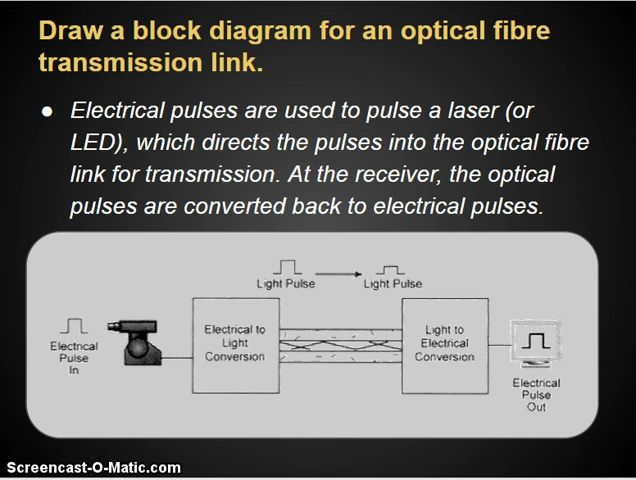 Draw a block diagram for an optical fibre
transmission link.
● Electrical pulses are used to pulse a laser (or
LED), which directs the pulses into the optical fibre
link for transmission. At the receiver, the optical
pulses are converted back to electrical pulses.
Light Pulse
Light Pulse
Electrical
Pulse
In
Electrical to
Light
Conversion
Light to
Electrical
Conversion
Electrical
Pulse
Out
Screencast-O-Matic.com